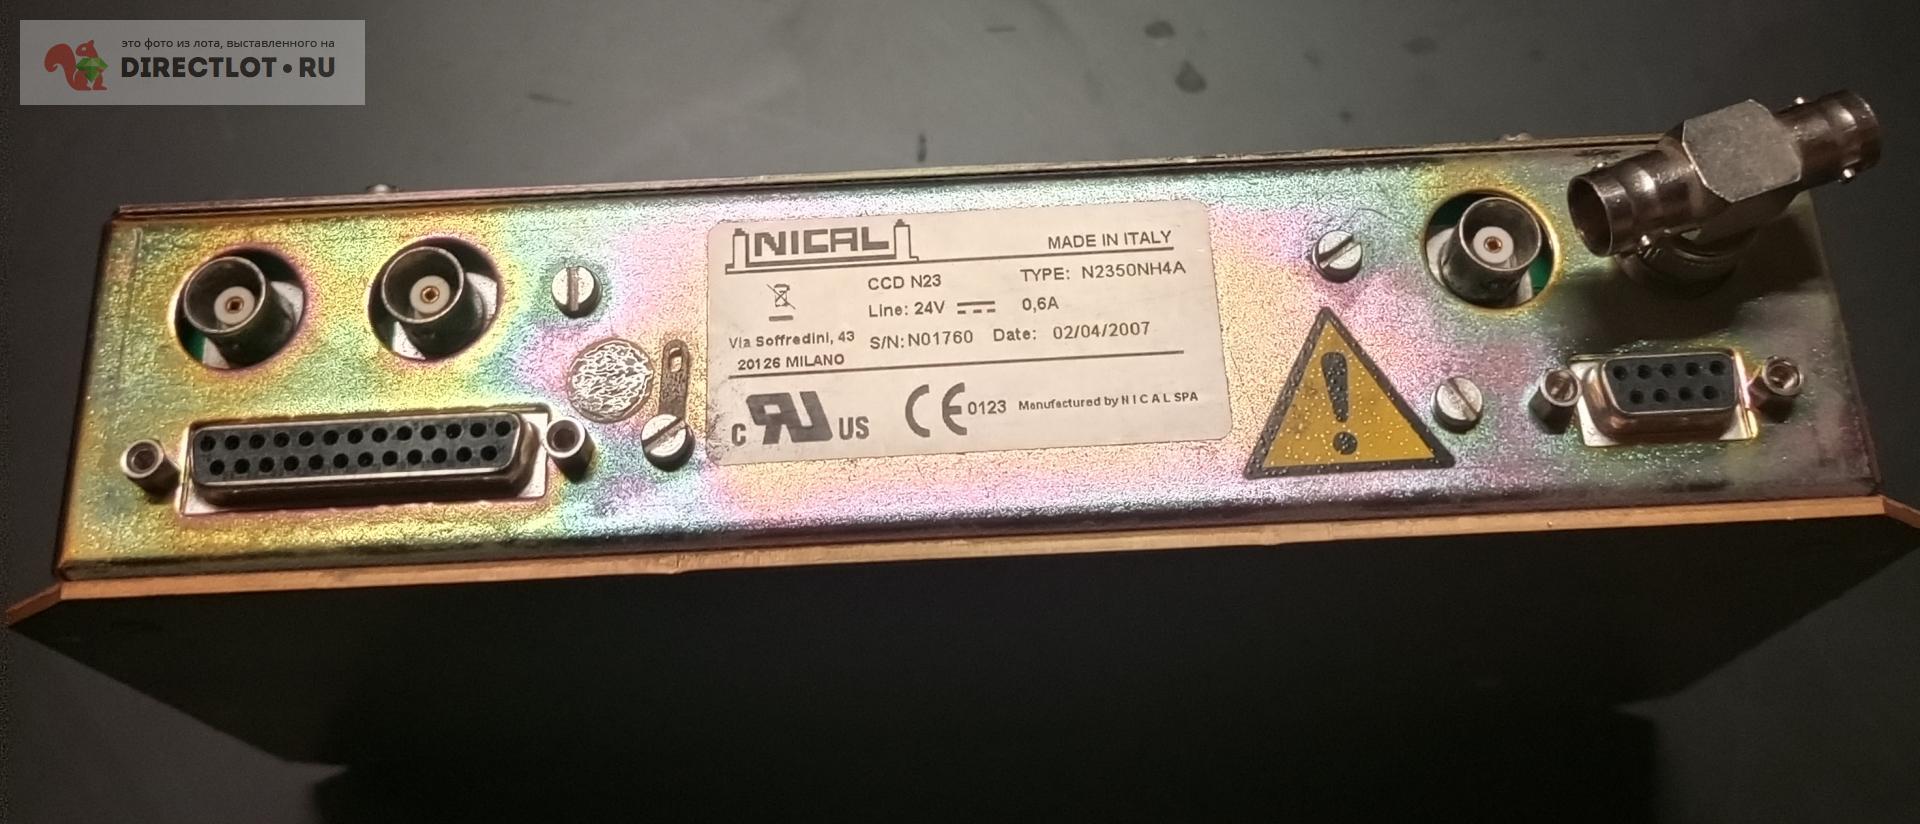 это фото из лота, выставленного на
DIRECTLOT•RU
NICAL
MADE IN ITALY
CCD N23 TYPE: N2350NH4A
Line: 24V 0,6A
Via Soffredini, 43 S/N: N01760 Date: 02/04/2007
20126 MILANO
c RU US CE 0123 Manufactured by N I C A L SPA
!